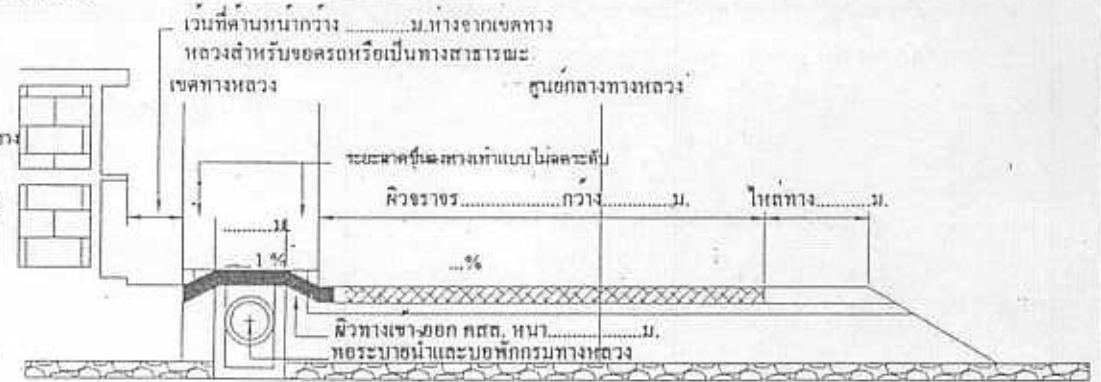 เว้นที่ด้านหน้ากว้าง ............ม.ห่างจากเขตทาง
หลวงสำหรับจอดรถหรือเป็นทางสาธารณะ
เขตทางหลวง
ศูนย์กลางทางหลวง
ระยะลาดขึ้นลงทางเท้าแบบไม่ลดระดับ
ผิวจราจร..................กว้าง..............ม.
ไหล่ทาง..........ม.
..........ม
1 %
...%
ผิวทางเข้า-ออก คสล. หนา.................ม.
ท่อระบายน้ำและบ่อพักกรมทางหลวง